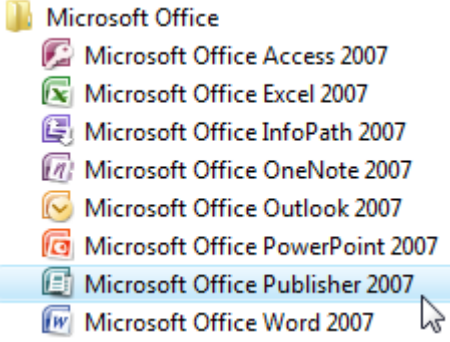 Microsoft Office
Microsoft Office Access 2007
Microsoft Office Excel 2007
Microsoft Office InfoPath 2007
Microsoft Office OneNote 2007
Microsoft Office Outlook 2007
Microsoft Office PowerPoint 2007
Microsoft Office Publisher 2007
Microsoft Office Word 2007